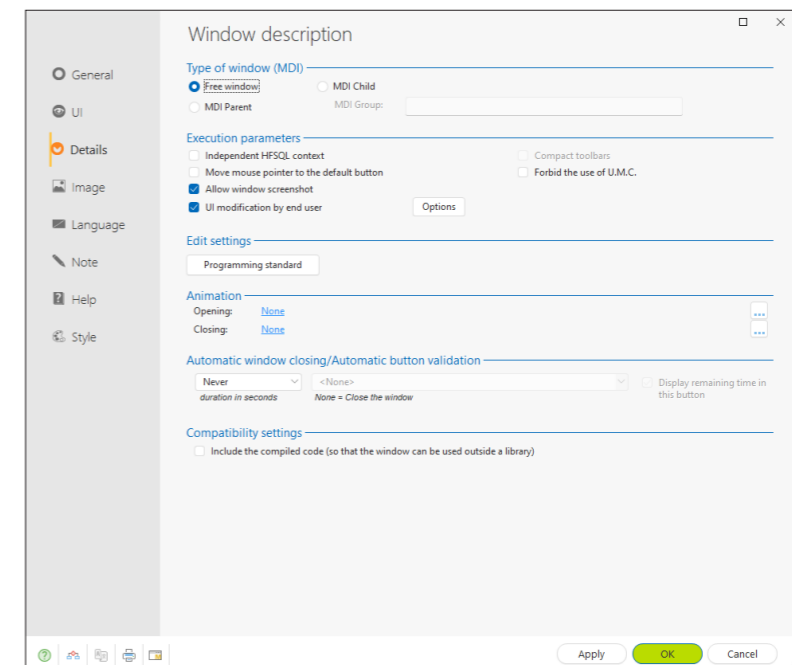 Window description
General
UI
Details
Image
Language
Note
Help
Style
Type of window (MDI)
Free window MDI Child
MDI Parent MDI Group:
Execution parameters
Independent HFSQL context Compact toolbars
Move mouse pointer to the default button Forbid the use of U.M.C.
Allow window screenshot
UI modification by end user Options
Edit settings
Programming standard
Animation
Opening: None ...
Closing: None ...
Automatic window closing/Automatic button validation
Never <None> Display remaining time in
this button
duration in seconds None = Close the window
Compatibility settings
Include the compiled code (so that the window can be used outside a library)
Apply OK Cancel